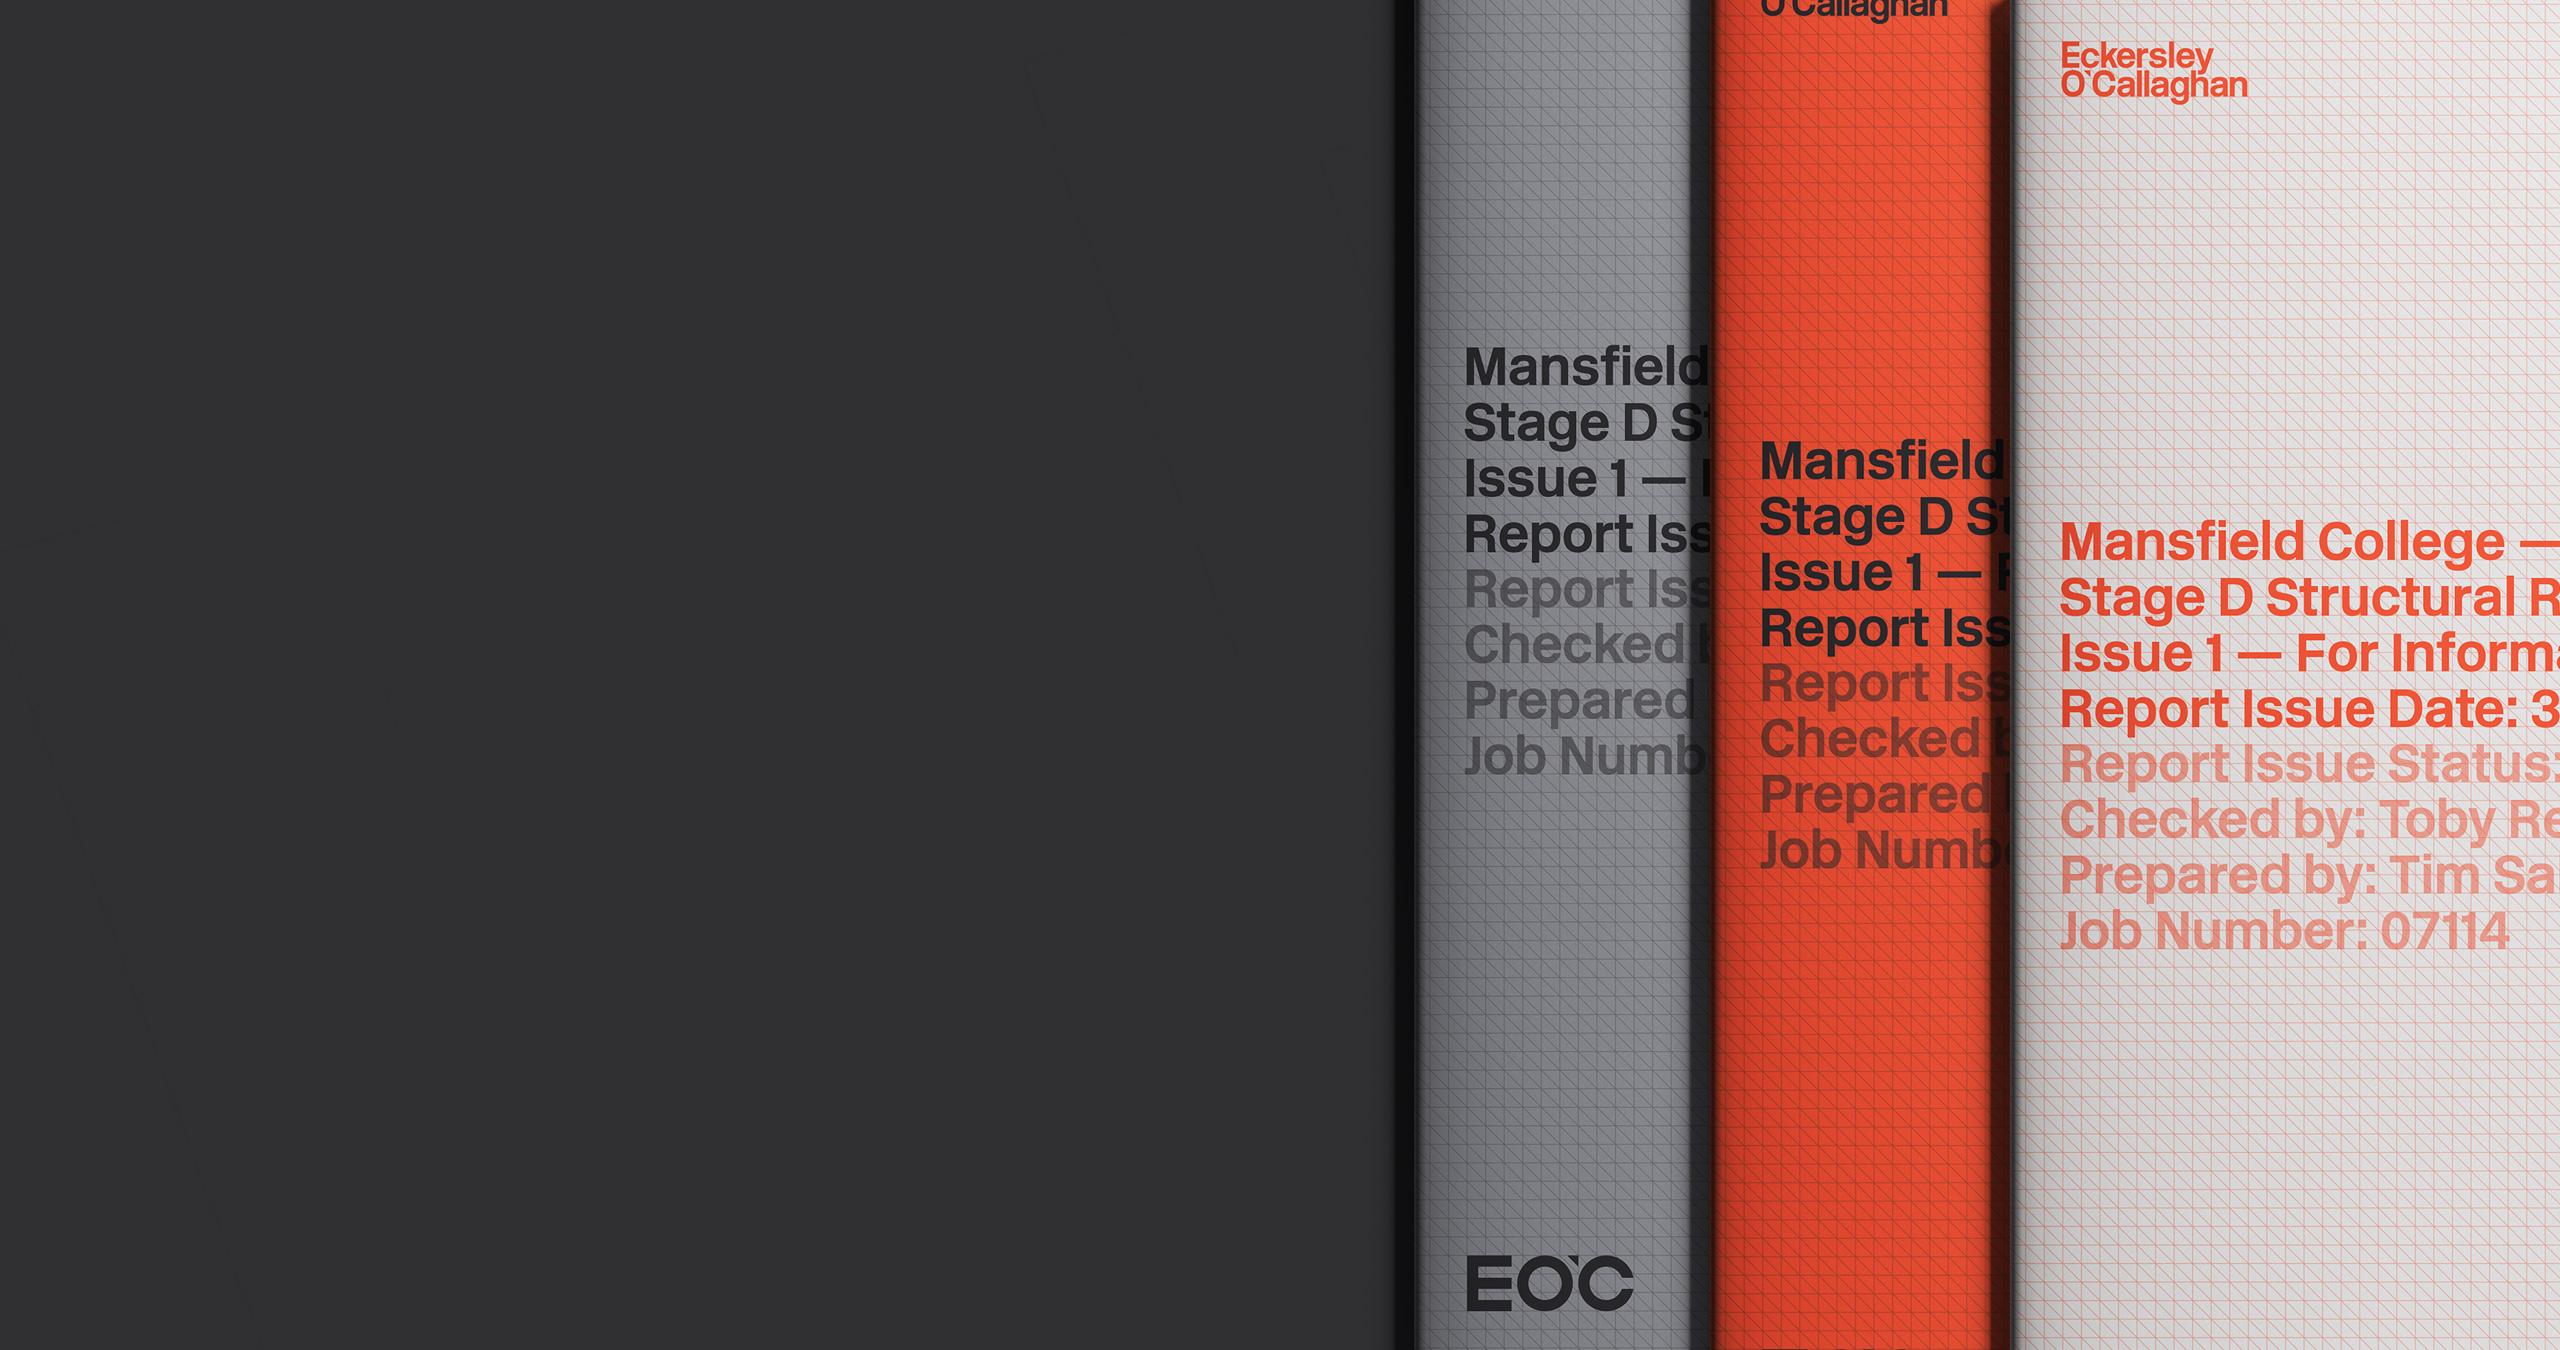 Mansfield
Stage D St
Issue 1 —
Report Iss
Report Iss
Checked b
Prepared
Job Numb
EO'C
O'Callaghan
Mansfield
Stage D St
Issue 1 — F
Report Iss
Report Iss
Checked b
Prepared
Job Numbe
Eckersley
O'Callaghan
Mansfield College —
Stage D Structural R
Issue 1 — For Informa
Report Issue Date: 3
Report Issue Status:
Checked by: Toby Re
Prepared by: Tim Sa
Job Number: 07114